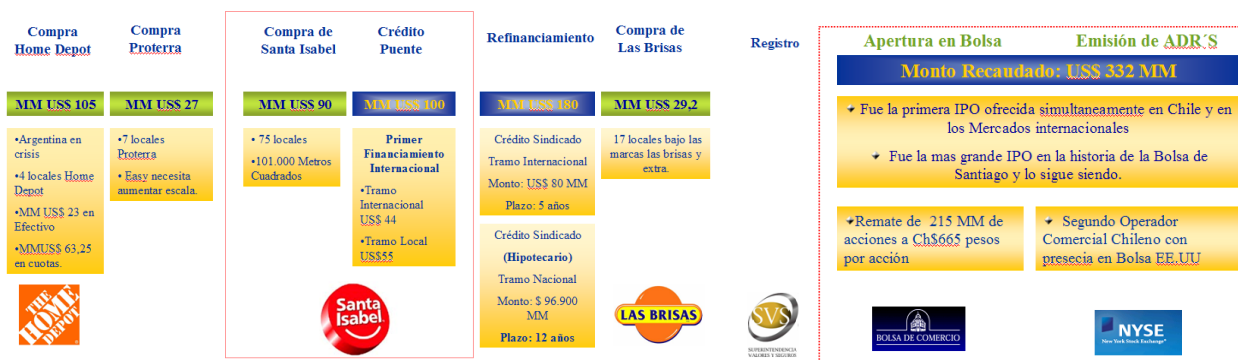 Compra
Home Depot
MM US$ 105
•Argentina en
crisis
•4 locales Home
Depot
•MM US$ 23 en
Efectivo
•MMUS$ 63,25
en cuotas.
THE
HOME
DEPOT
Compra
Proterra
MM US$ 27
•7 locales
Proterra
• Easy necesita
aumentar escala.
Compra de
Santa Isabel
MM US$ 90
• 75 locales
•101.000 Metros
Cuadrados
Crédito
Puente
MM US$ 100
Primer
Financiamiento
Internacional
•Tramo
Internacional
US$ 44
•Tramo Local
US$55
Santa
Isabel
Refinanciamiento
MM US$ 180
Crédito Sindicado
Tramo Internacional
Monto: US$ 80 MM
Plazo: 5 años
Crédito Sindicado
(Hipotecario)
Tramo Nacional
Monto: $ 96.900
MM
Plazo: 12 años
Compra de
Las Brisas
MM US$ 29,2
17 locales bajo las
marcas las brisas y
extra.
LAS BRISAS
Registro
SVS
SUPERINTENDENCIA
VALORES Y SEGUROS
Apertura en Bolsa
Emisión de ADR´S
Monto Recaudado: US$ 332 MM
Fue la primera IPO ofrecida simultaneamente en Chile y en
los Mercados internacionales
Fue la mas grande IPO en la historia de la Bolsa de
Santiago y lo sigue siendo.
Remate de 215 MM de
acciones a Ch$665 pesos
por acción
Segundo Operador
Comercial Chileno con
presecia en Bolsa EE.UU
BOLSA DE COMERCIO
NYSE
New York Stock Exchange